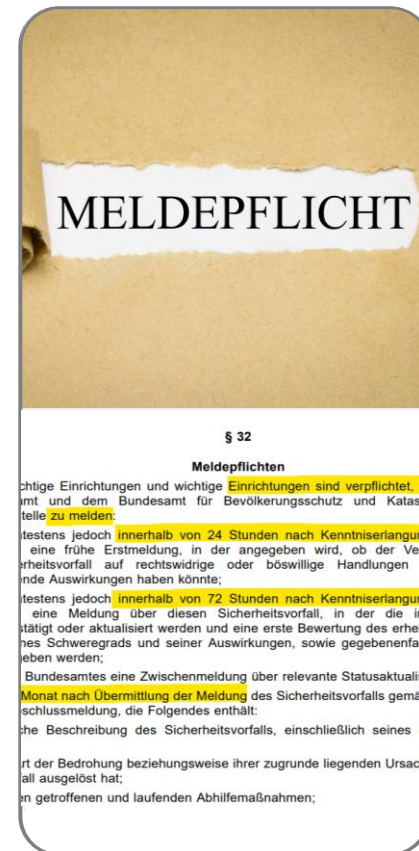 MELDEPFLICHT
§ 32
Meldepflichten
chtige Einrichtungen und wichtige Einrichtungen sind verpflichtet,
amt und dem Bundesamt für Bevölkerungsschutz und Katas
telle zu melden:
testens jedoch innerhalb von 24 Stunden nach Kenntniserlangu
eine frühe Erstmeldung, in der angegeben wird, ob der Ve
erheitsvorfall auf rechtswidrige oder böswillige Handlungen
nde Auswirkungen haben könnte;
testens jedoch innerhalb von 72 Stunden nach Kenntniserlangu
eine Meldung über diesen Sicherheitsvorfall, in der die i
stätigt oder aktualisiert werden und eine erste Bewertung des erhe
nes Schweregrads und seiner Auswirkungen, sowie gegebenenfa
geben werden;
Bundesamtes eine Zwischenmeldung über relevante Statusaktuali
Monat nach Übermittlung der Meldung des Sicherheitsvorfalls gemä
schlussmeldung, die Folgendes enthält:
che Beschreibung des Sicherheitsvorfalls, einschließlich seines
rt der Bedrohung beziehungsweise ihrer zugrunde liegenden Ursac
all ausgelöst hat;
en getroffenen und laufenden Abhilfemaßnahmen;